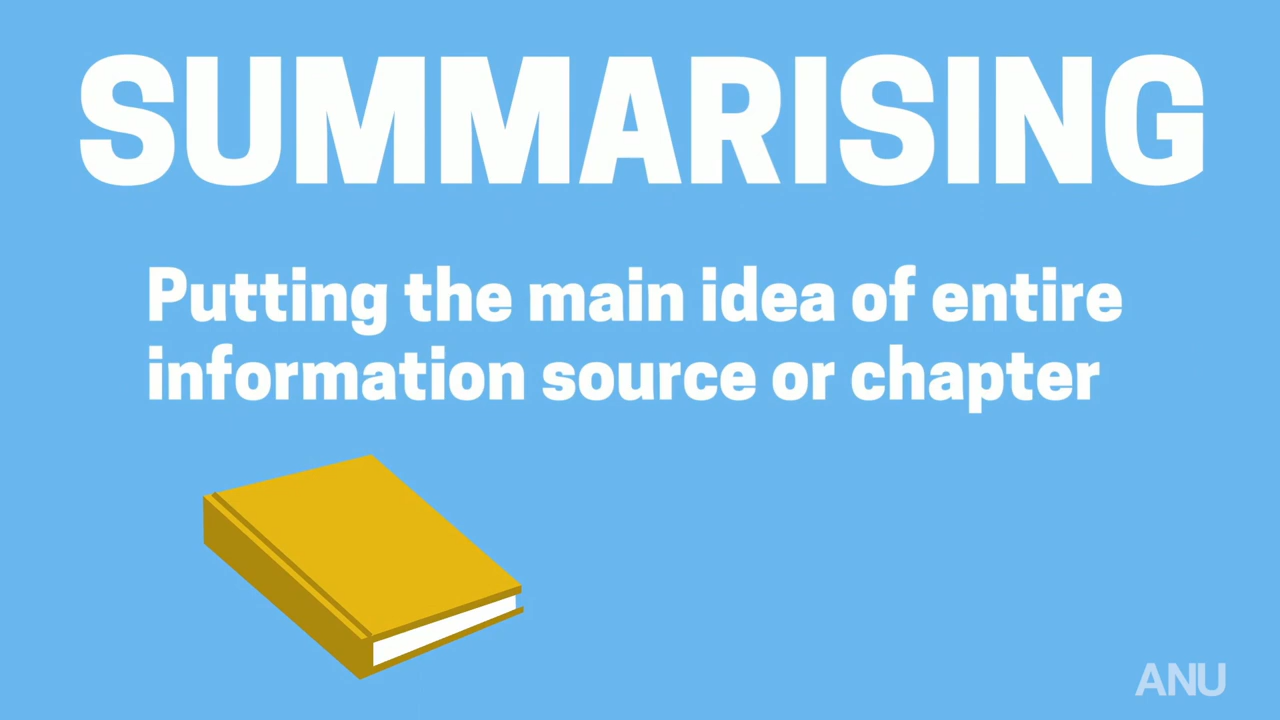 SUMMARISING
Putting the main idea of entire
information source or chapter
ANU